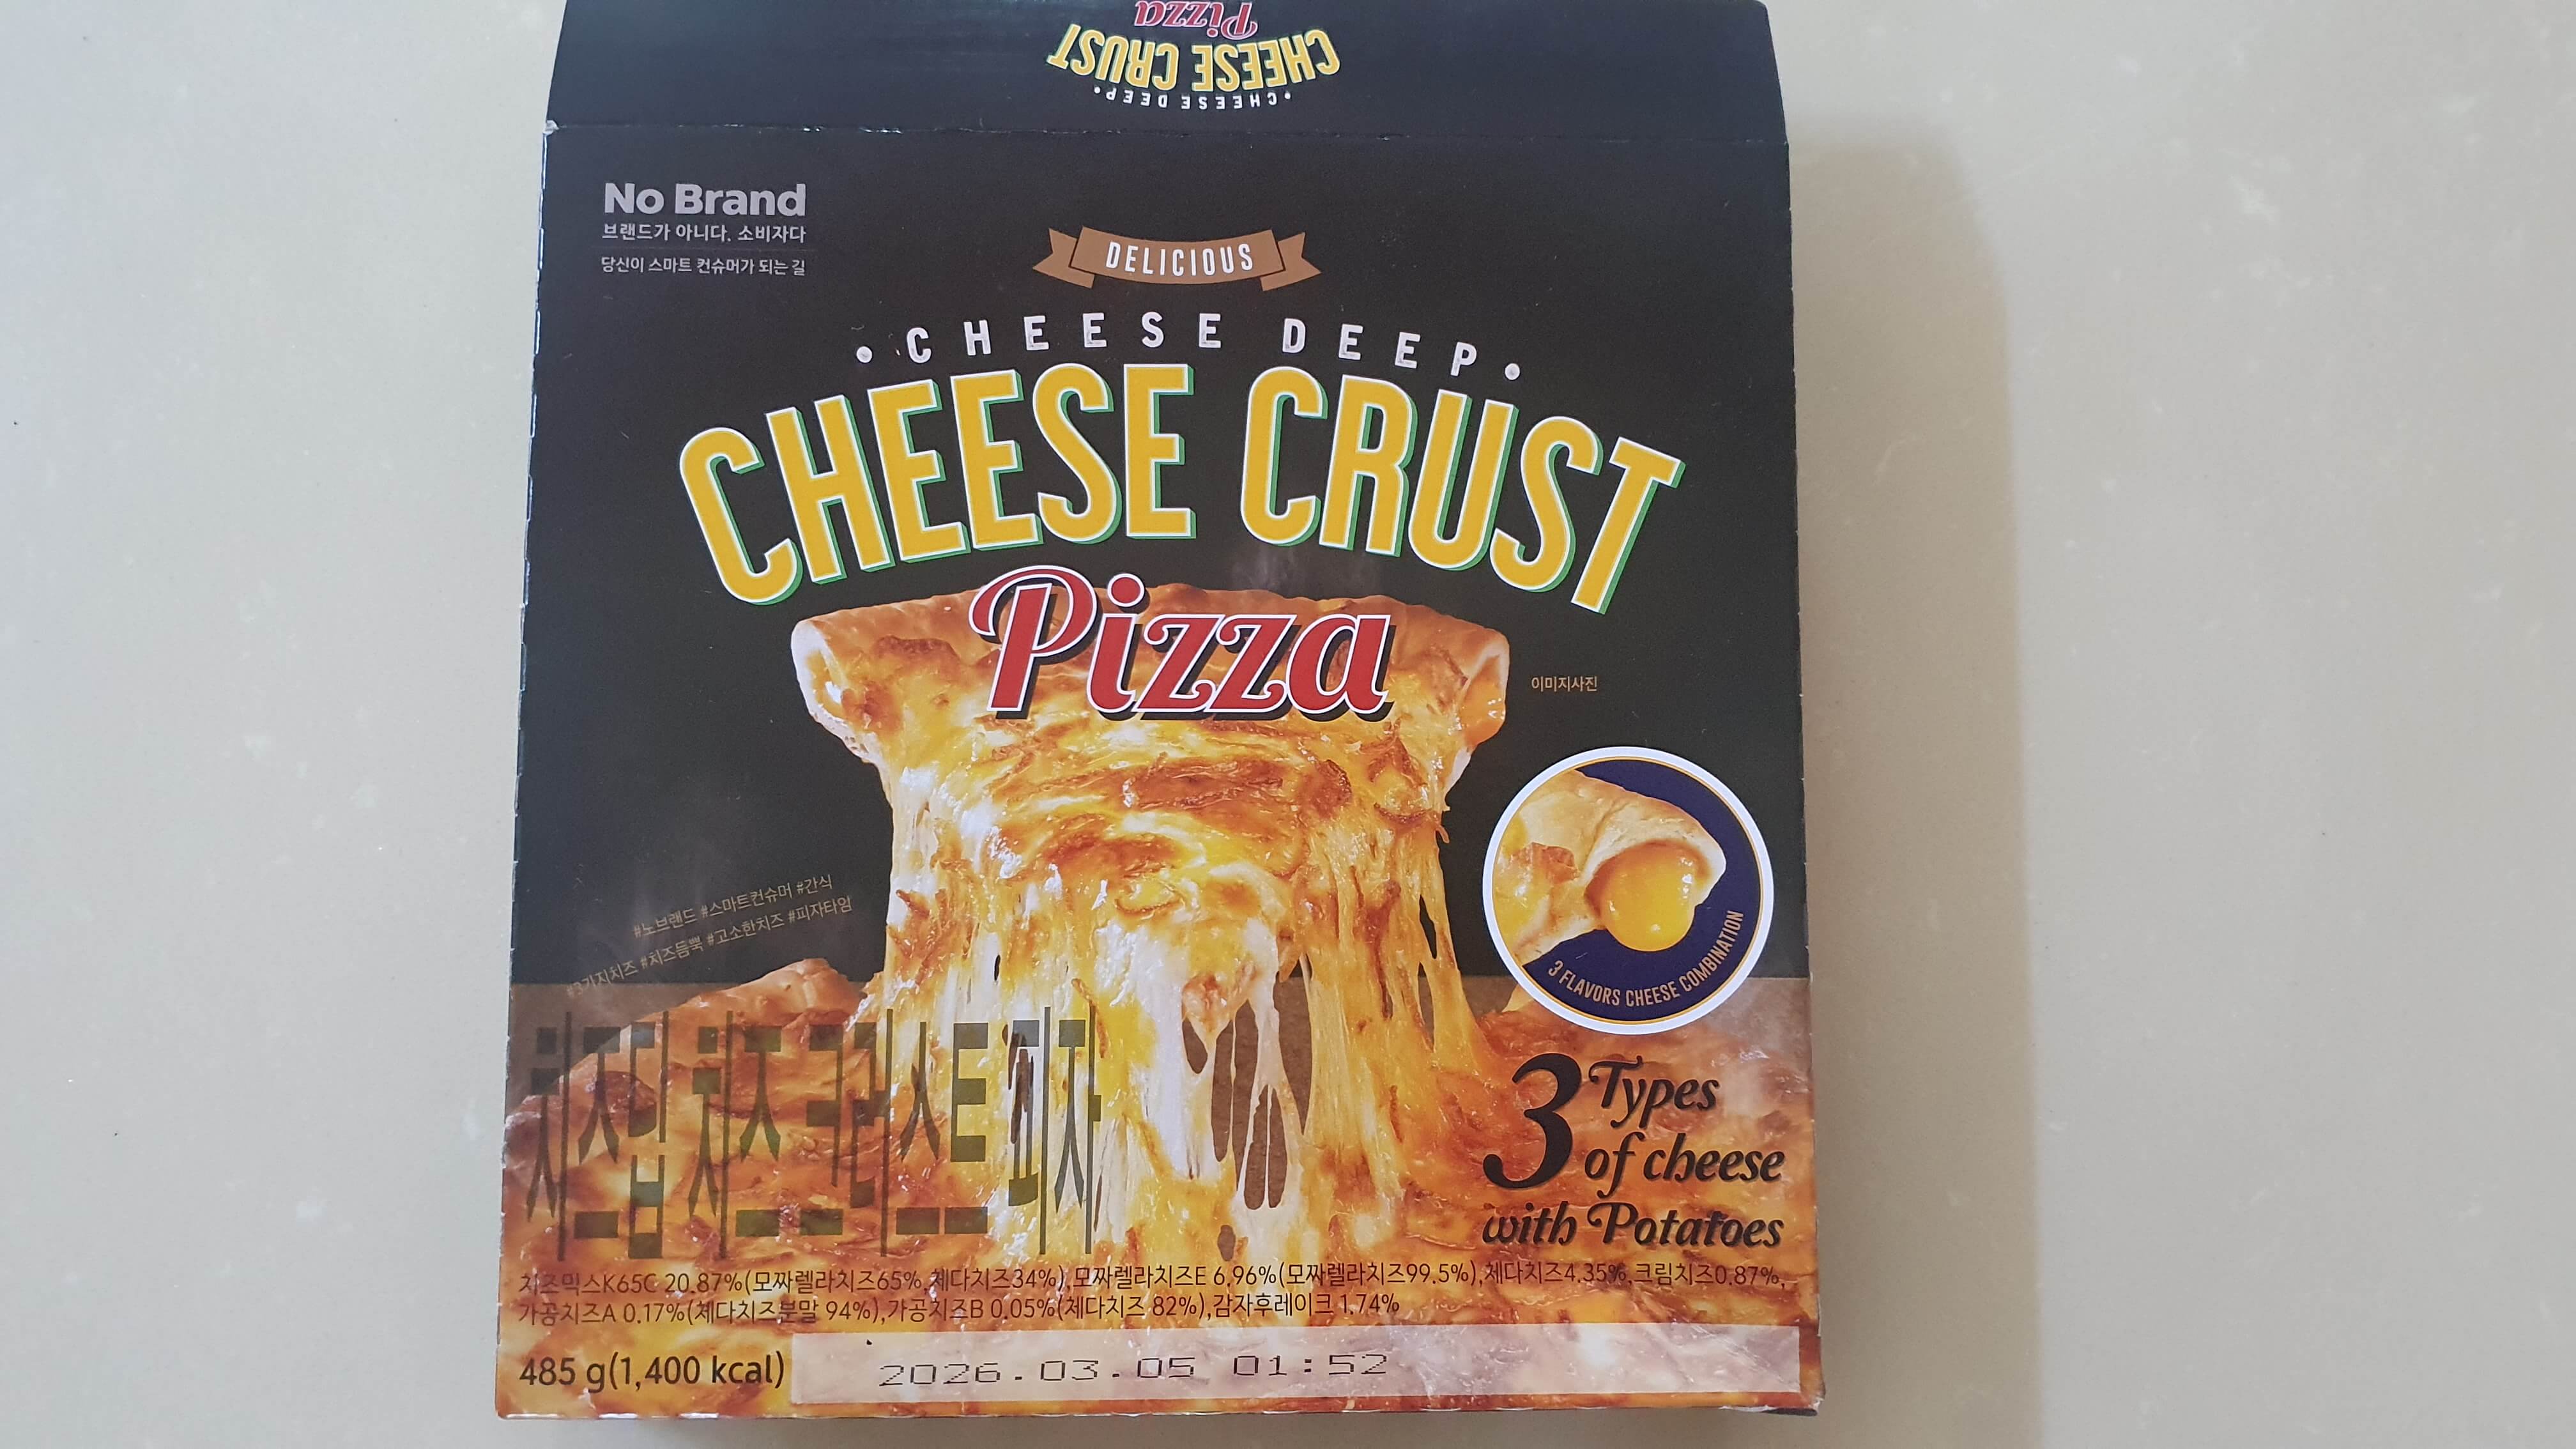 Pizza
CHEESE CRUST
•CHEESE DEEP•
No Brand
브랜드가 아니다. 소비자다
당신이 스마트 컨슈머가 되는 길
DELICIOUS
•CHEESE DEEP•
CHEESE CRUST
Pizza
이미지사진
3 FLAVORS CHEESE COMBINATION
#노브랜드 #스마트컨슈머 #간식
#3가지치즈 #치즈듬뿍 #고소한치즈 #피자타임
치즈딥 치즈 크러스트 피자
3 Types
of cheese
with Potatoes
치즈믹스K65C 20.87%(모짜렐라치즈65%,체다치즈34%),모짜렐라치즈E 6.96%(모짜렐라치즈99.5%),체다치즈4.35%,크림치즈0.87%,
가공치즈A 0.17%(체다치즈분말 94%),가공치즈B 0.05%(체다치즈 82%),감자후레이크 1.74%
485 g(1,400 kcal)
2026.03.05 01:52